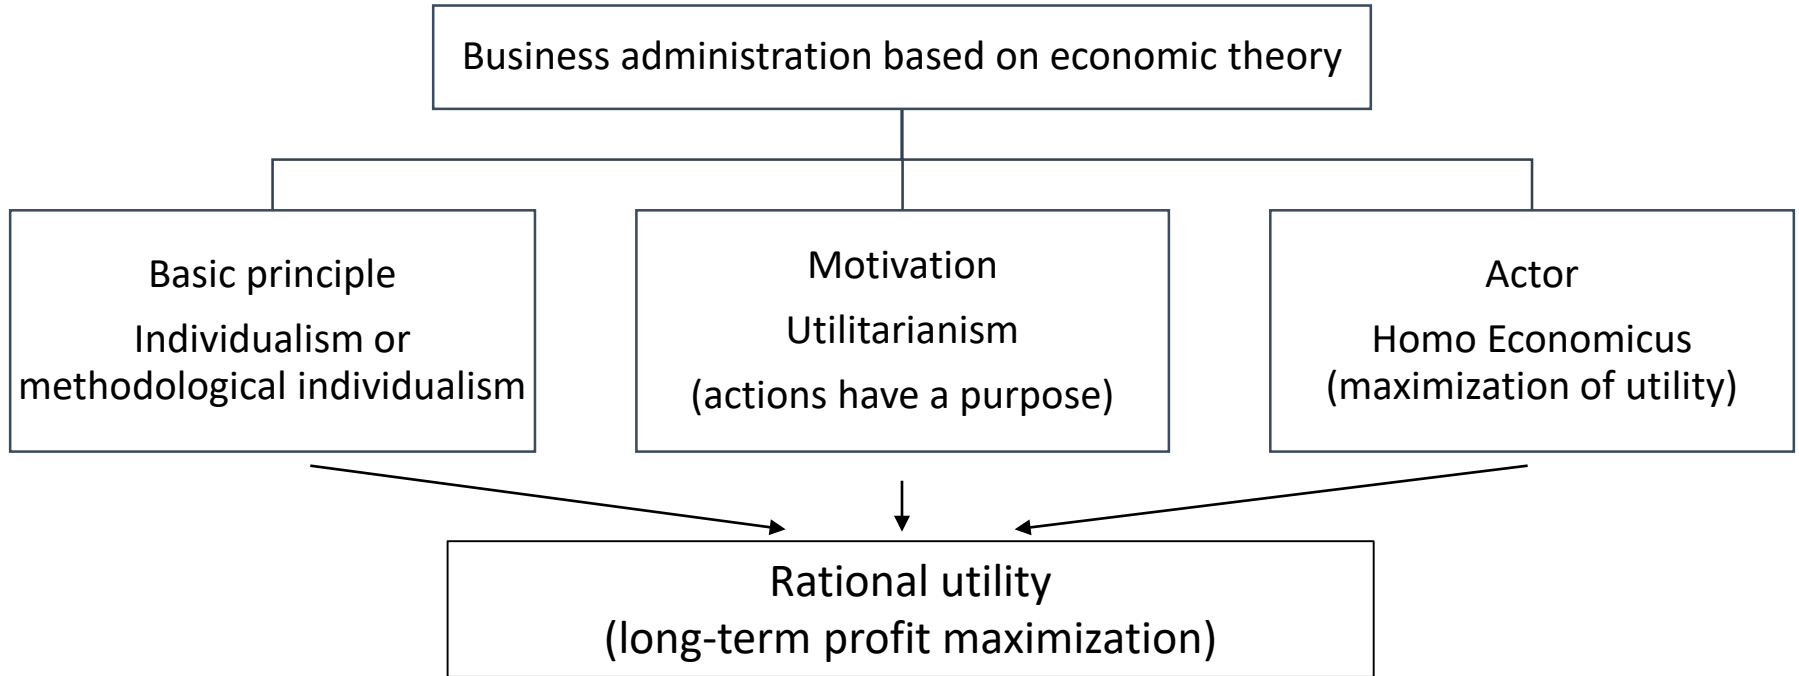 Business administration based on economic theory
Basic principle
Individualism or
methodological individualism
Motivation
Utilitarianism
(actions have a purpose)
Actor
Homo Economicus
(maximization of utility)
Rational utility
(long-term profit maximization)